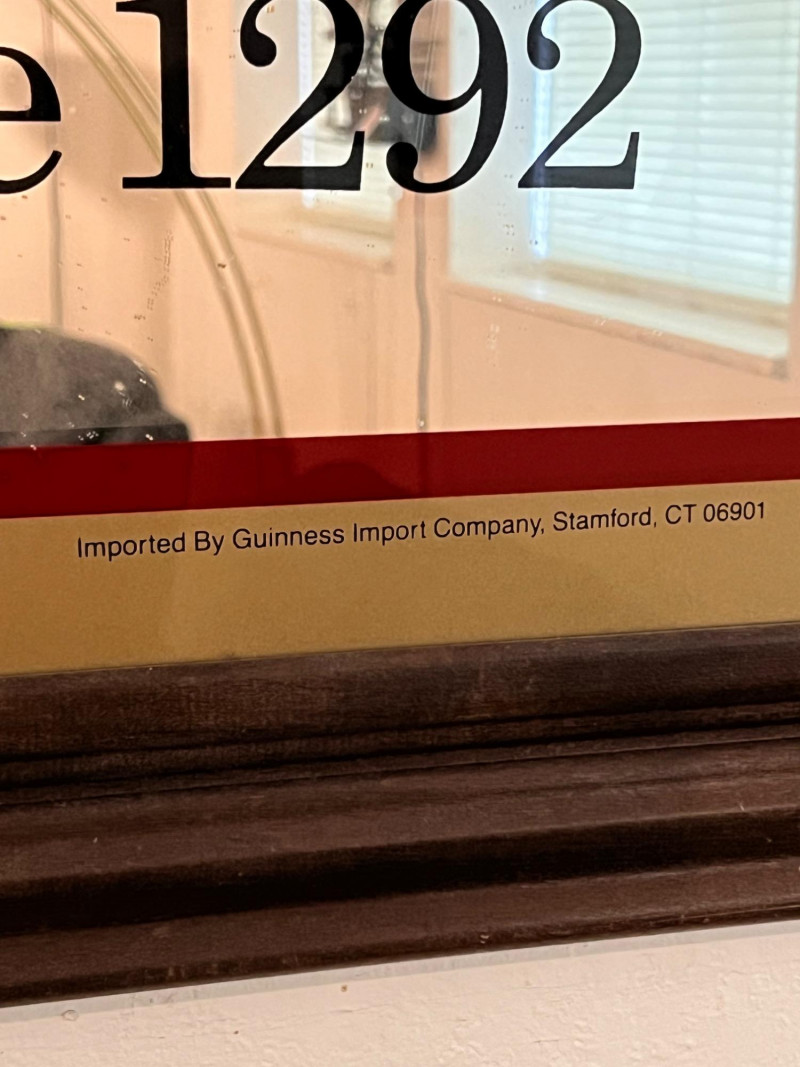 e 1292
Imported By Guinness Import Company, Stamford, CT 06901